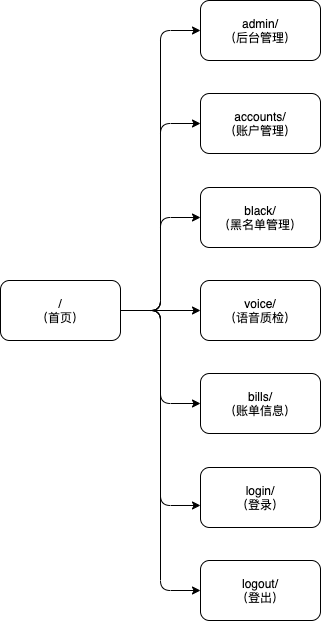 admin/
（后台管理）
accounts/
（账户管理）
black/
（黑名单管理）
/
（首页）
voice/
（语音质检）
bills/
（账单信息）
login/
（登录）
logout/
（登出）